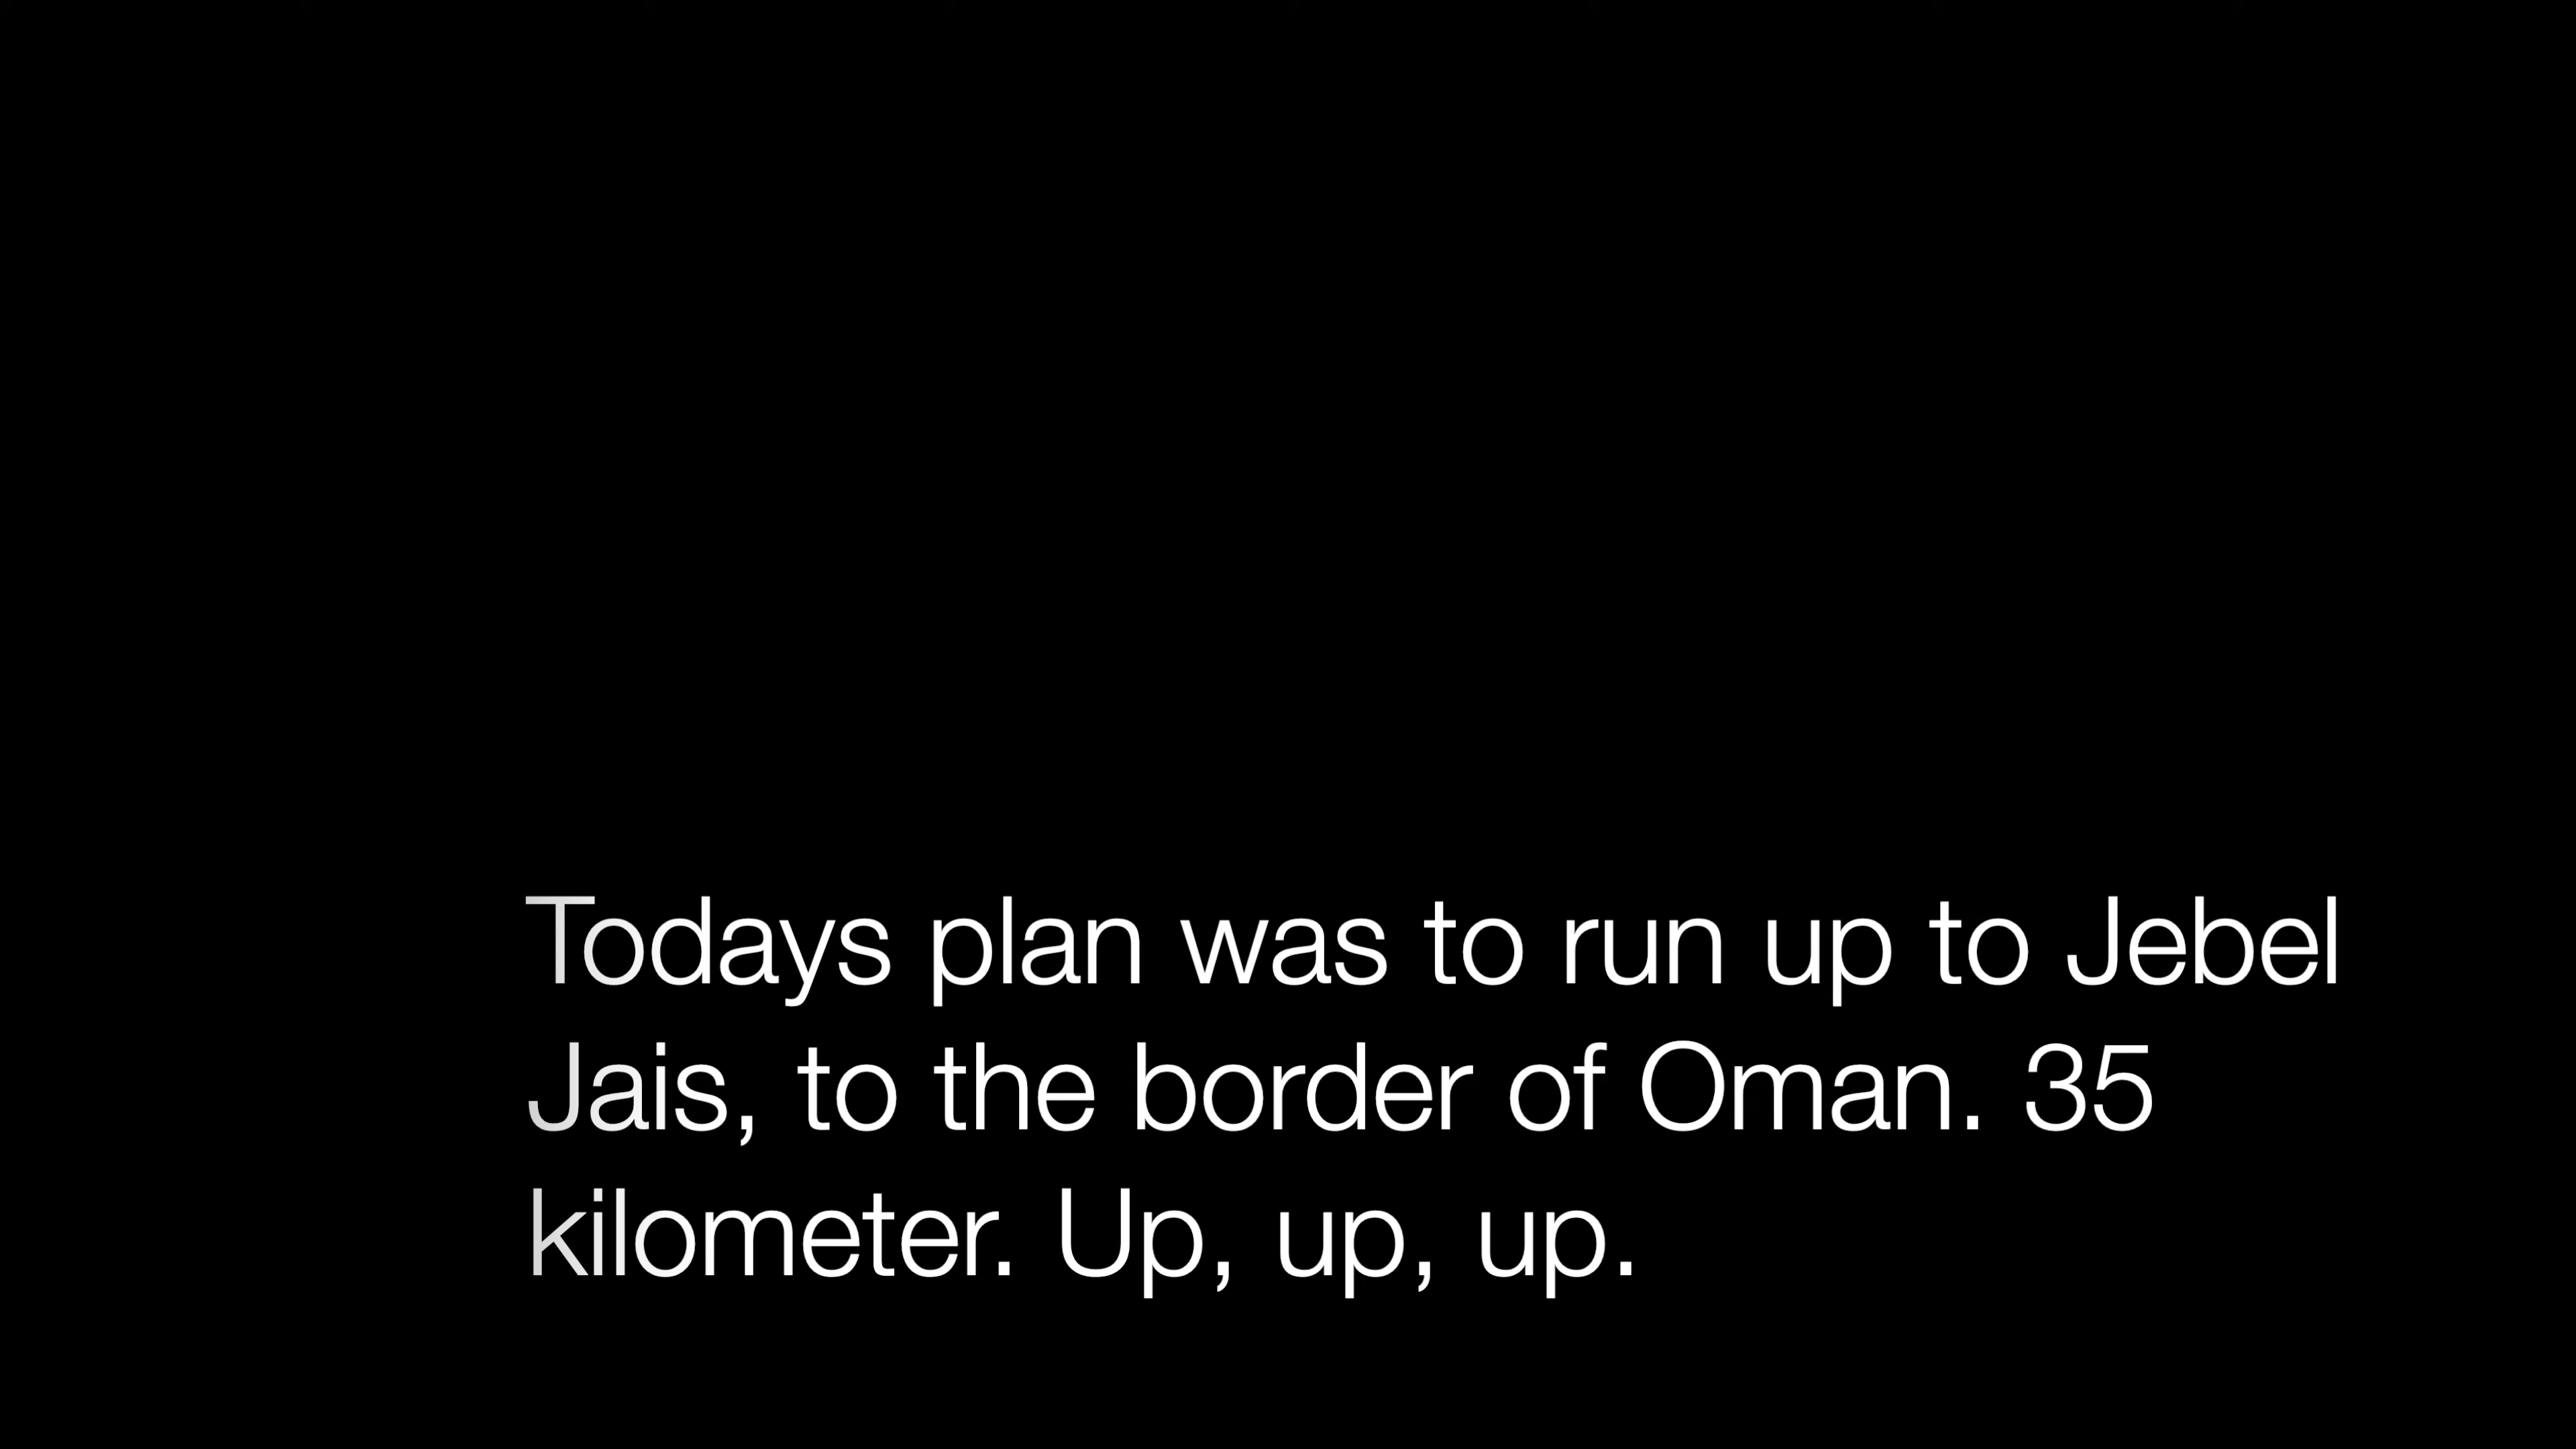 Todays plan was to run up to Jebel
Jais, to the border of Oman. 35
kilometer. Up, up, up.